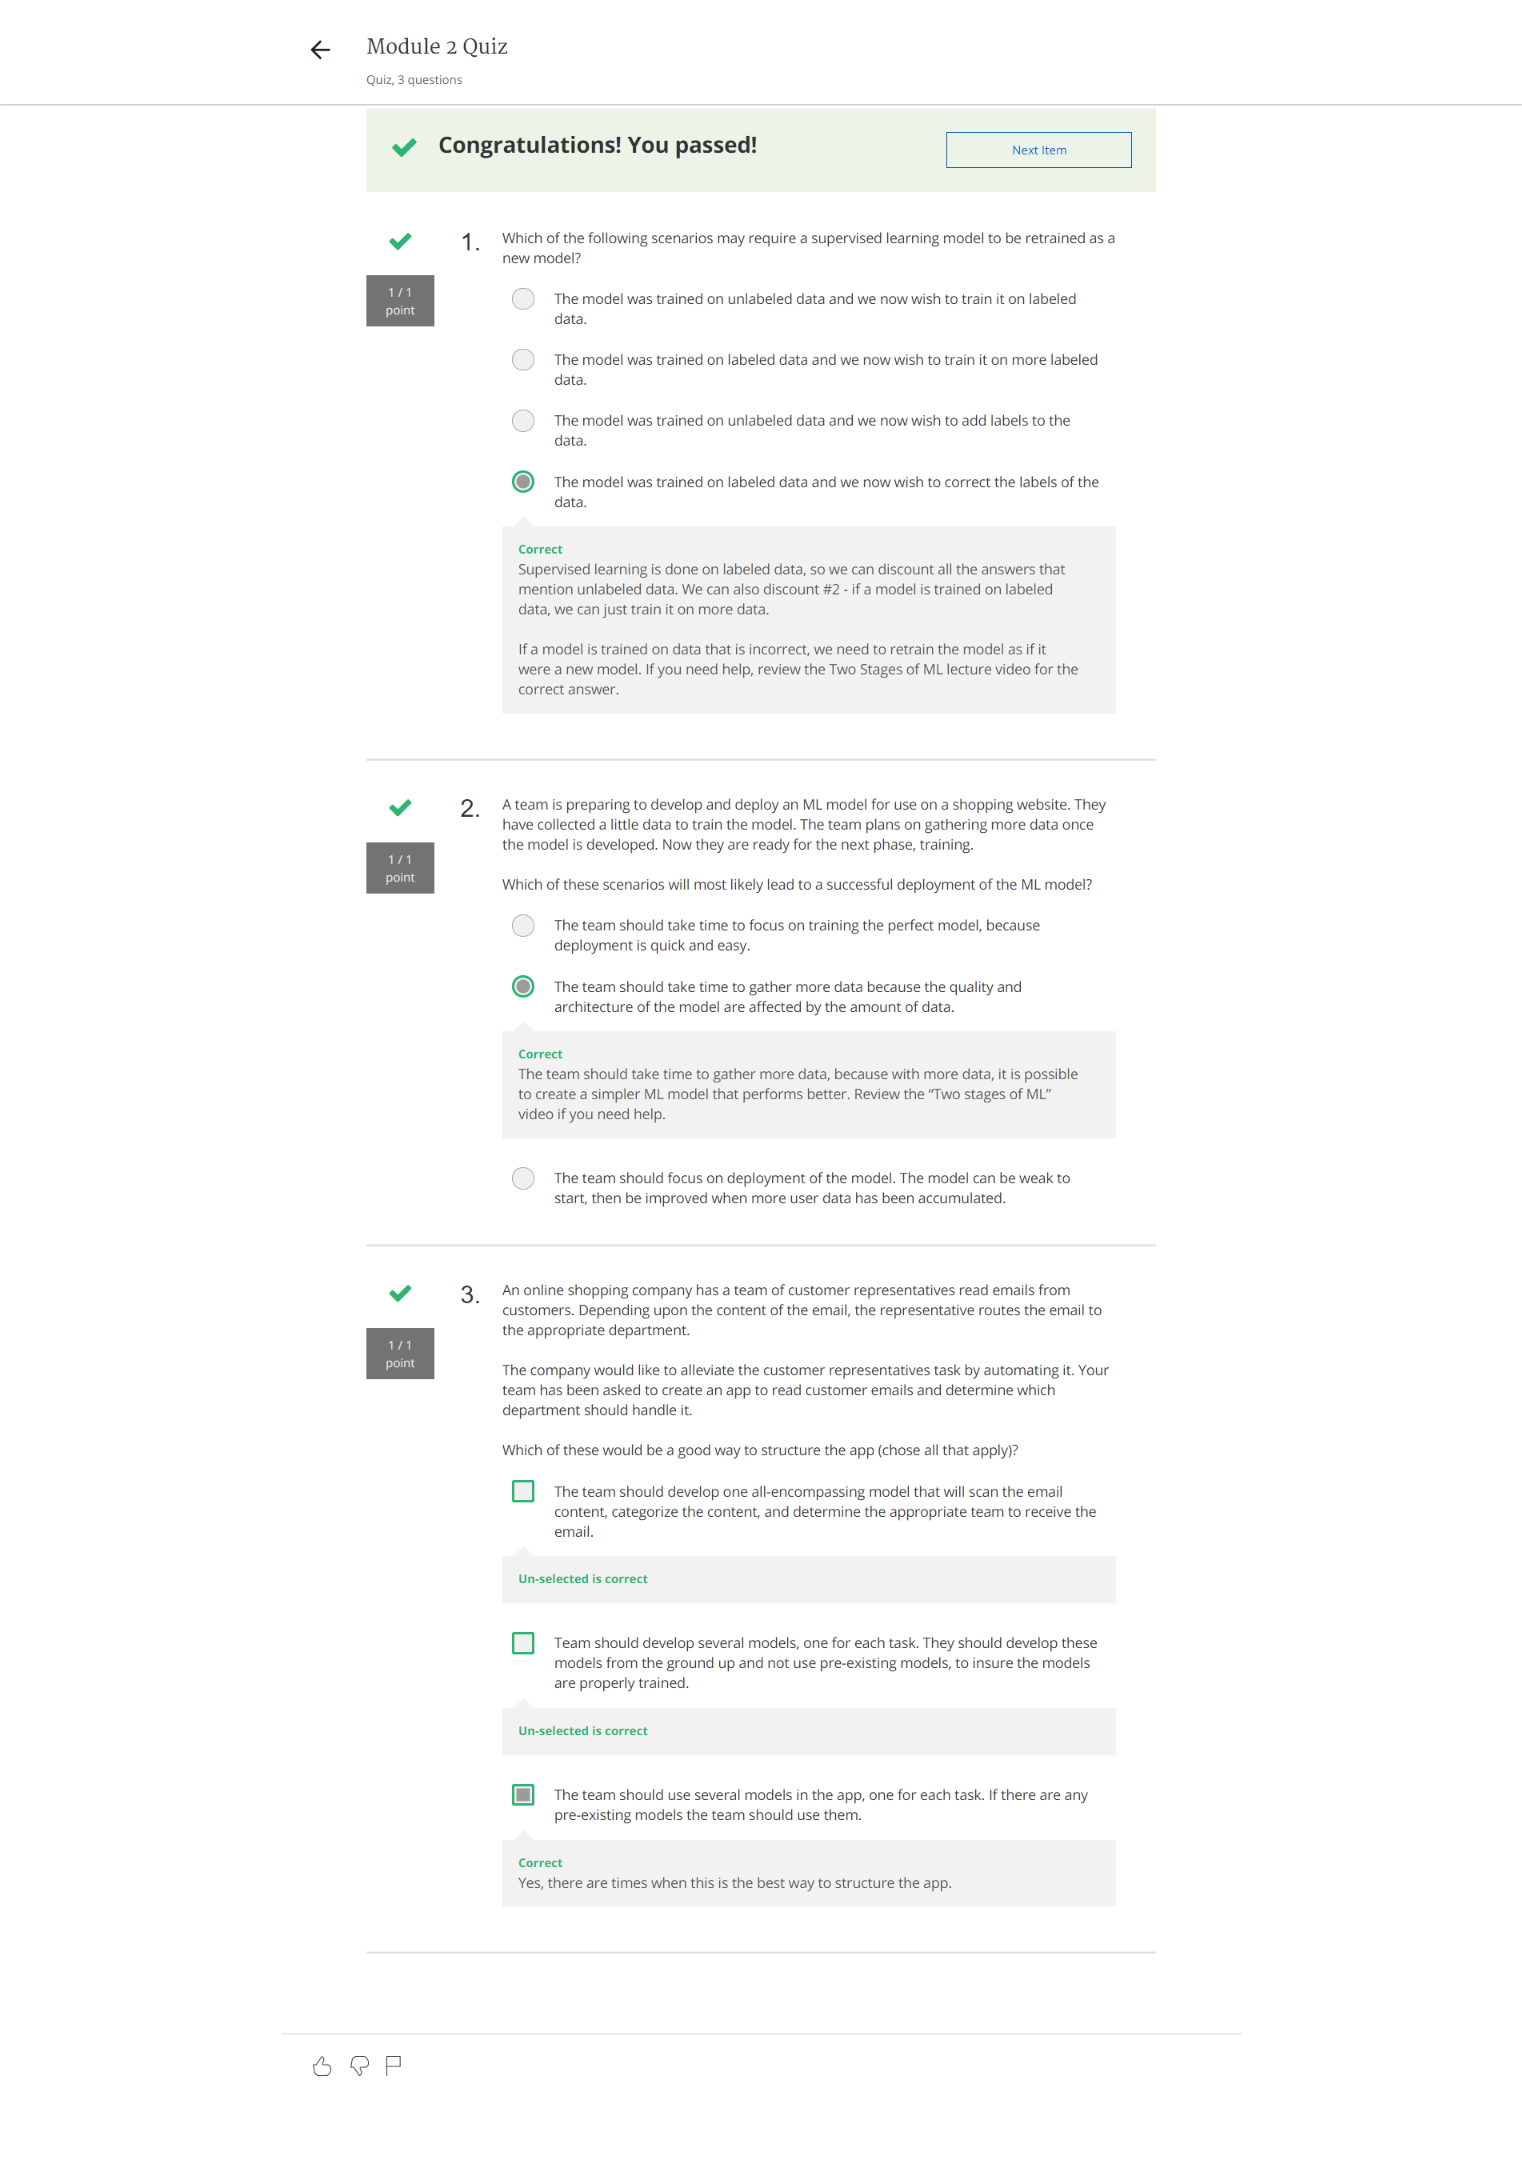 Module 2 Quiz
Quiz, 3 questions
Congratulations! You passed!
Next Item
1 / 1
point
1.
Which of the following scenarios may require a supervised learning model to be retrained as a
new model?
The model was trained on unlabeled data and we now wish to train it on labeled
data.
The model was trained on labeled data and we now wish to train it on more labeled
data.
The model was trained on unlabeled data and we now wish to add labels to the
data.
The model was trained on labeled data and we now wish to correct the labels of the
data.
Correct
Supervised learning is done on labeled data, so we can discount all the answers that
mention unlabeled data. We can also discount #2 - if a model is trained on labeled
data, we can just train it on more data.
If a model is trained on data that is incorrect, we need to retrain the model as if it
were a new model. If you need help, review the Two Stages of ML lecture video for the
correct answer.
1 / 1
point
2.
A team is preparing to develop and deploy an ML model for use on a shopping website. They
have collected a little data to train the model. The team plans on gathering more data once
the model is developed. Now they are ready for the next phase, training.
Which of these scenarios will most likely lead to a successful deployment of the ML model?
The team should take time to focus on training the perfect model, because
deployment is quick and easy.
The team should take time to gather more data because the quality and
architecture of the model are affected by the amount of data.
Correct
The team should take time to gather more data, because with more data, it is possible
to create a simpler ML model that performs better. Review the “Two stages of ML”
video if you need help.
The team should focus on deployment of the model. The model can be weak to
start, then be improved when more user data has been accumulated.
1 / 1
point
3.
An online shopping company has a team of customer representatives read emails from
customers. Depending upon the content of the email, the representative routes the email to
the appropriate department.
The company would like to alleviate the customer representatives task by automating it. Your
team has been asked to create an app to read customer emails and determine which
department should handle it.
Which of these would be a good way to structure the app (chose all that apply)?
The team should develop one all-encompassing model that will scan the email
content, categorize the content, and determine the appropriate team to receive the
email.
Un-selected is correct
Team should develop several models, one for each task. They should develop these
models from the ground up and not use pre-existing models, to insure the models
are properly trained.
Un-selected is correct
The team should use several models in the app, one for each task. If there are any
pre-existing models the team should use them.
Correct
Yes, there are times when this is the best way to structure the app.